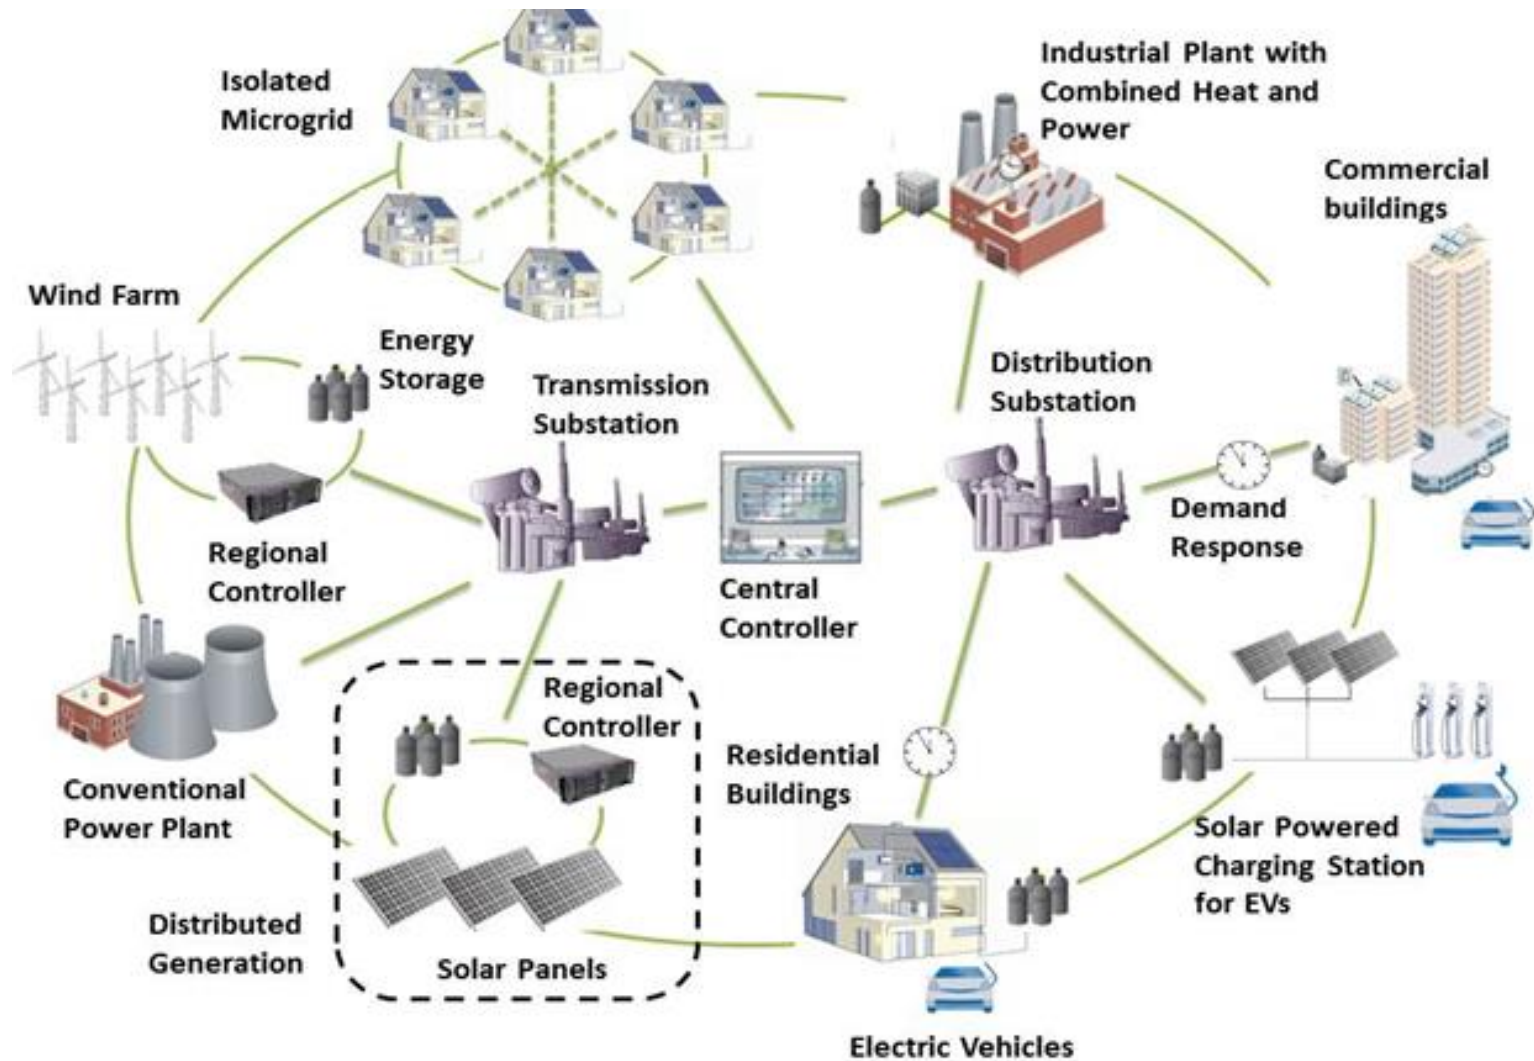 Isolated
Microgrid
Industrial Plant with
Combined Heat and
Power
Commercial
buildings
Wind Farm
Energy
Storage
Transmission
Substation
Distribution
Substation
Regional
Controller
Central
Controller
Demand
Response
Conventional
Power Plant
Regional
Controller
Residential
Buildings
Solar Powered
Charging Station
for EVs
Distributed
Generation
Solar Panels
Electric Vehicles